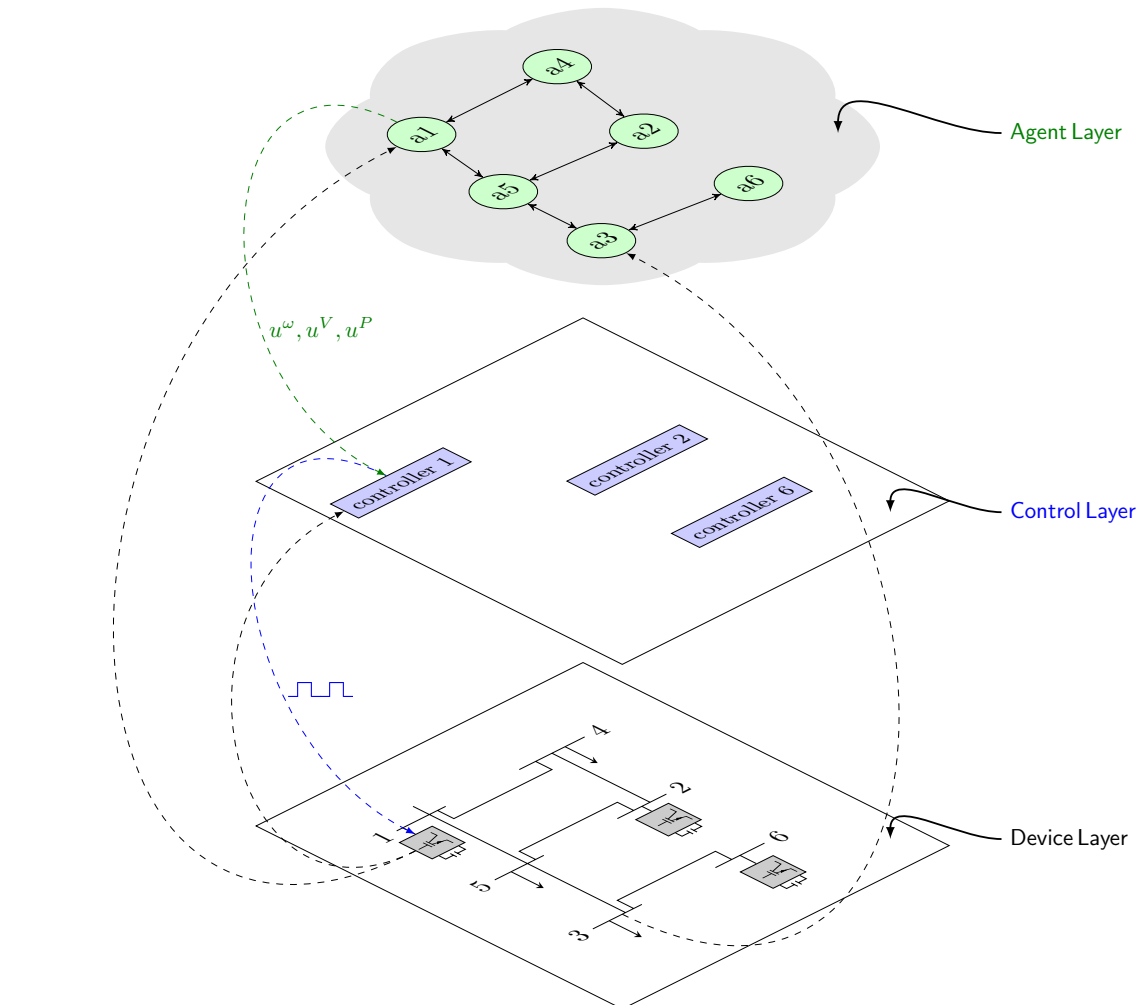 a4
a1
a2
a5
a6
a3
Agent Layer
$u^{\omega}, u^{V}, u^{P}$
controller 1
controller 2
controller 6
Control Layer
4
2
1
6
5
3
Device Layer